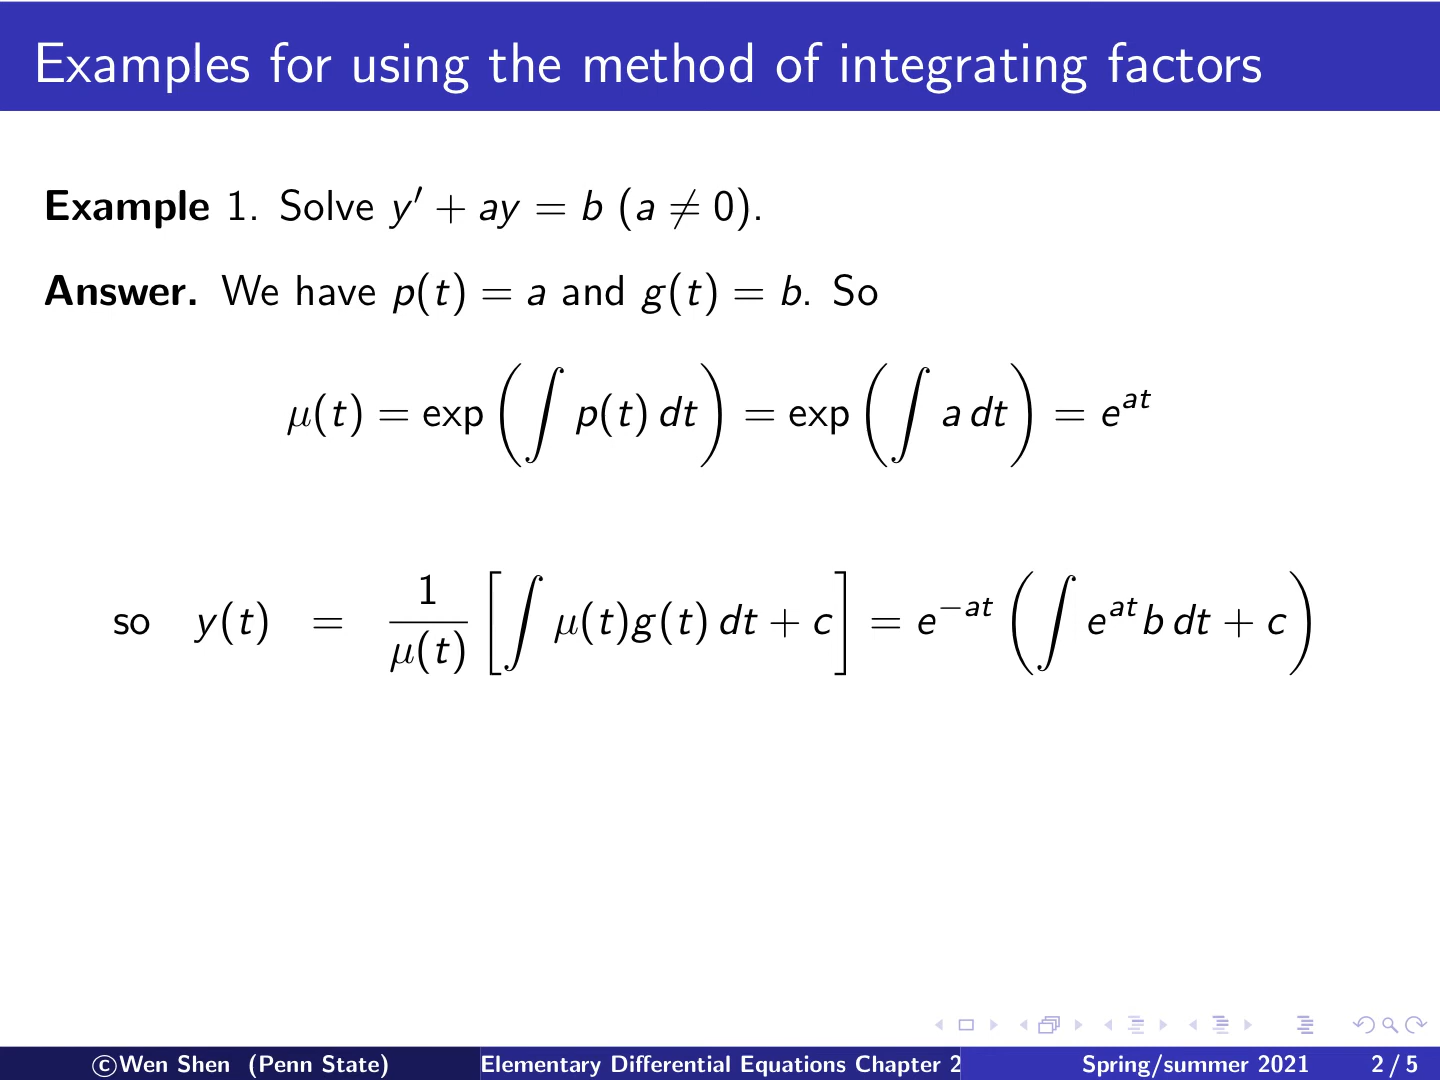 Examples for using the method of integrating factors
Example 1. Solve y′ + ay = b (a ≠ 0).
Answer. We have p(t) = a and g(t) = b. So
μ(t) = exp (∫ p(t) dt) = exp (∫ a dt) = e^{at}
so y(t) = \frac{1}{μ(t)} [∫ μ(t)g(t) dt + c] = e^{−at} (∫ e^{at} b dt + c)
©Wen Shen (Penn State) Elementary Differential Equations Chapter 2 Spring/summer 2021 2 / 5